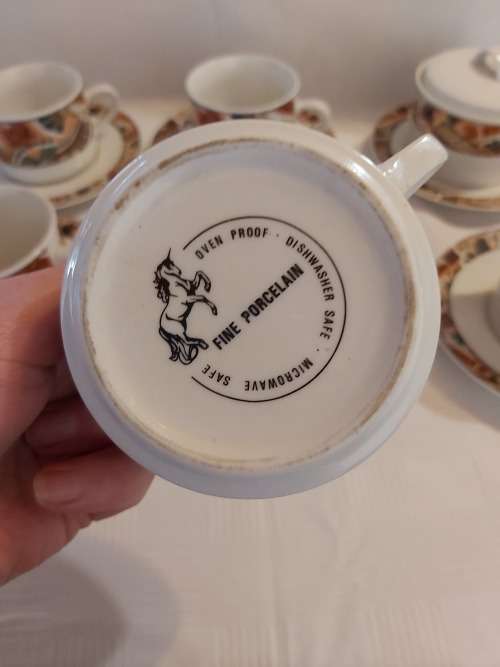 OVEN PROOF · DISHWASHER SAFE · MICROWAVE SAFE
FINE PORCELAIN